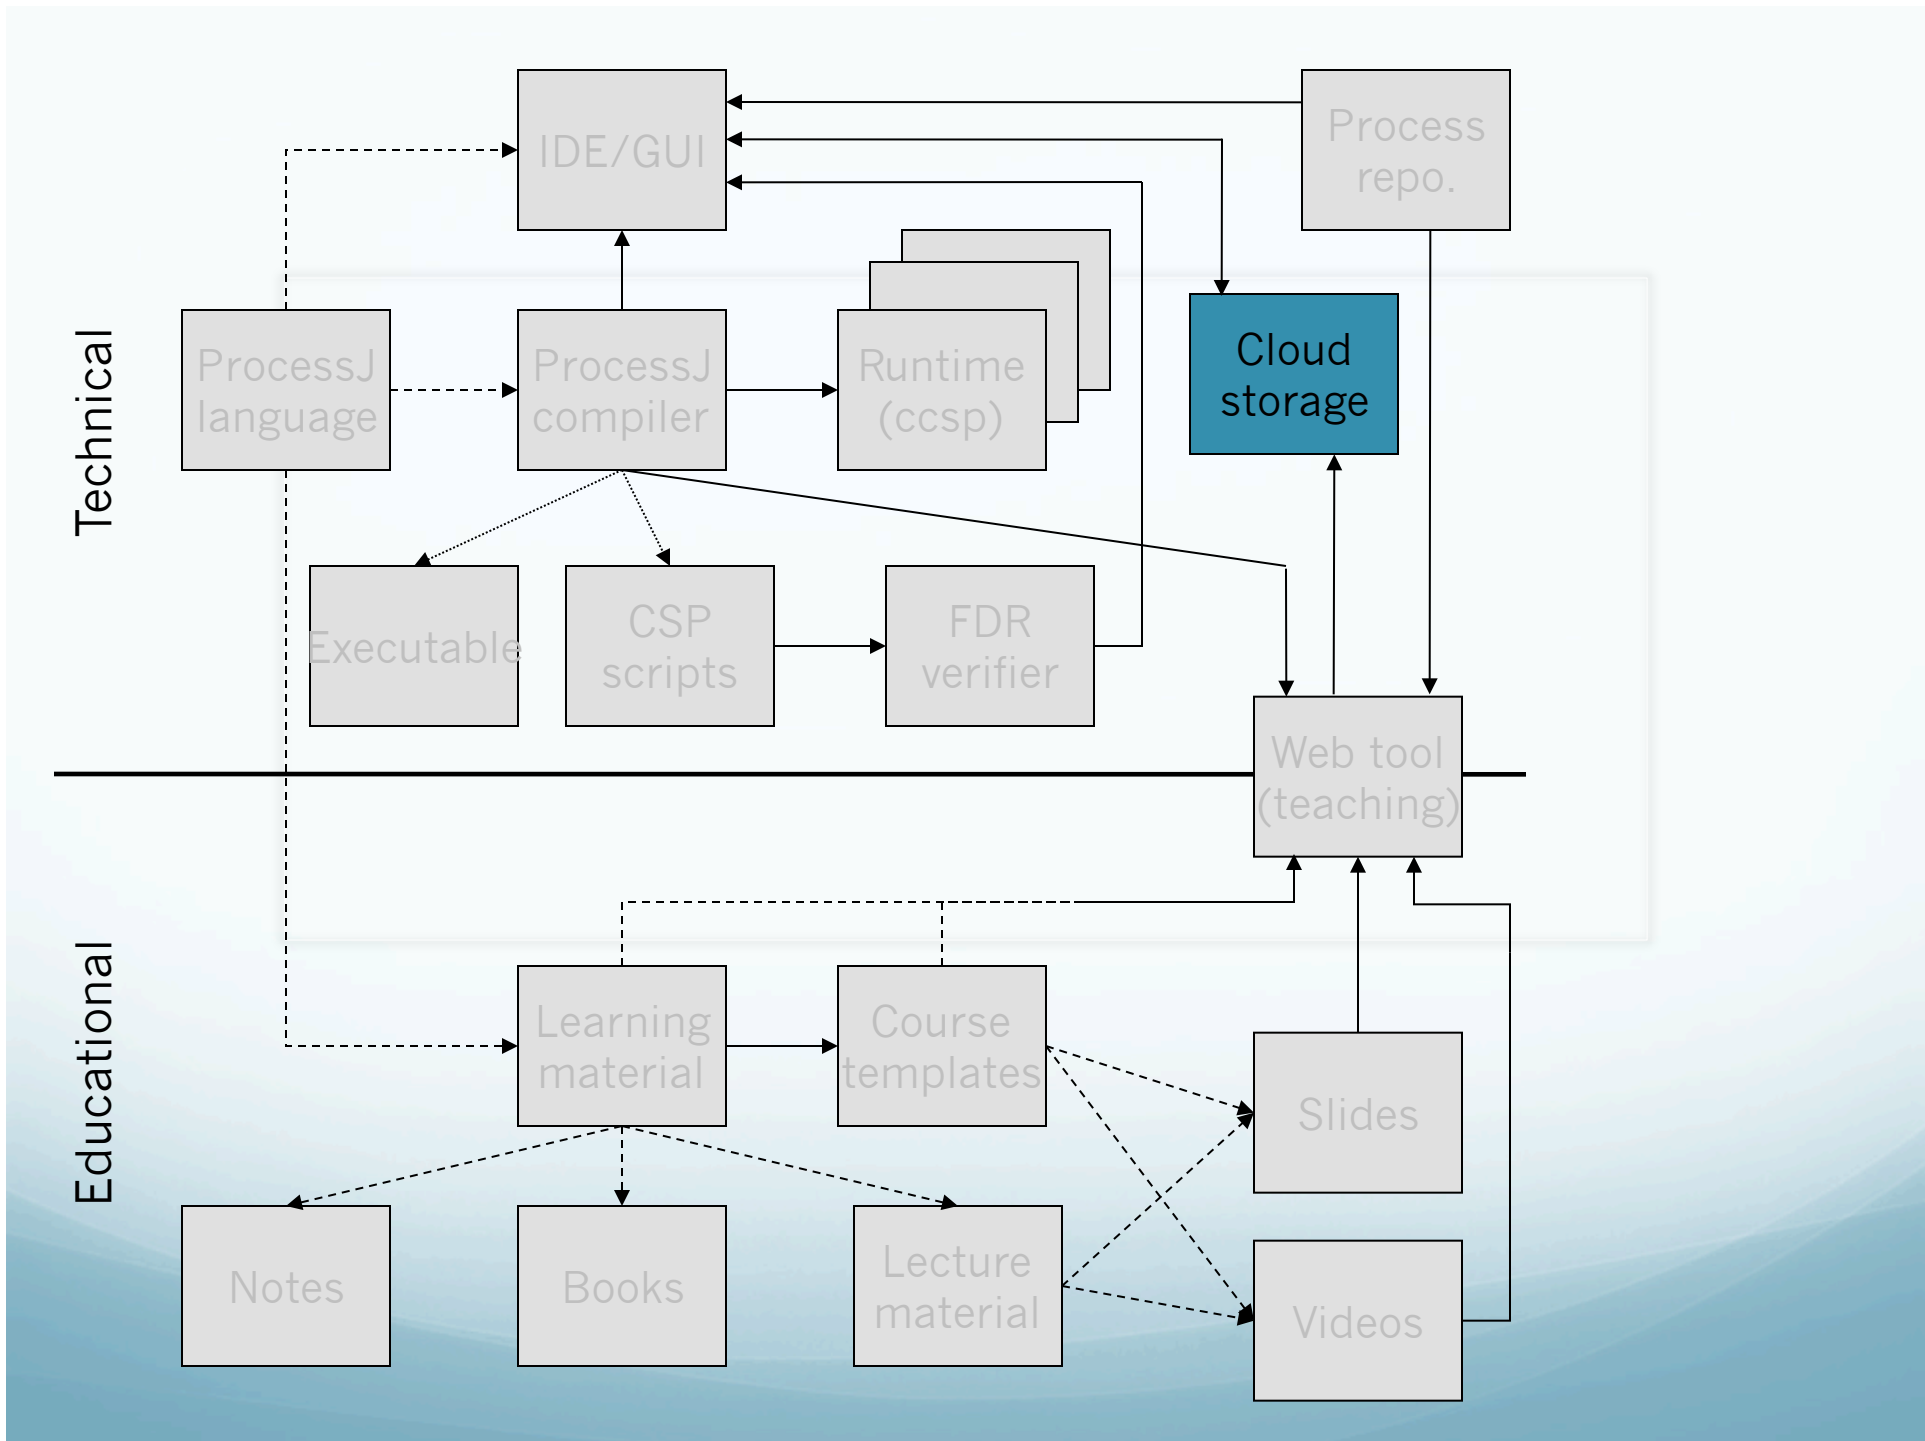 IDE/GUI
Process
repo.
Technical
ProcessJ
language
ProcessJ
compiler
Runtime
(ccsp)
Cloud
storage
Executable
CSP
scripts
FDR
verifier
Web tool
(teaching)
Educational
Learning
material
Course
templates
Slides
Notes
Books
Lecture
material
Videos